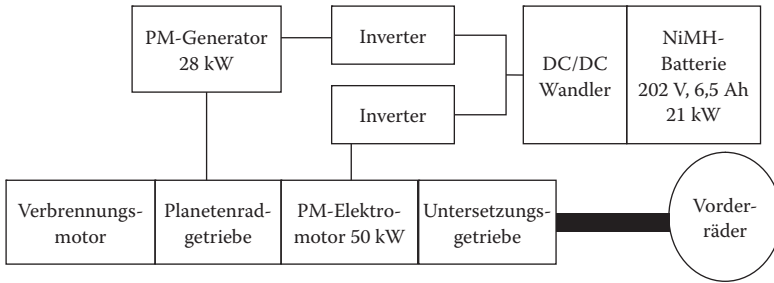 PM-Generator
28 kW
Inverter
Inverter
DC/DC
Wandler
NiMH-
Batterie
202 V, 6,5 Ah
21 kW
Verbrennungs-
motor
Planetenrad-
getriebe
PM-Elektro-
motor 50 kW
Untersetzungs-
getriebe
Vorder-
räder